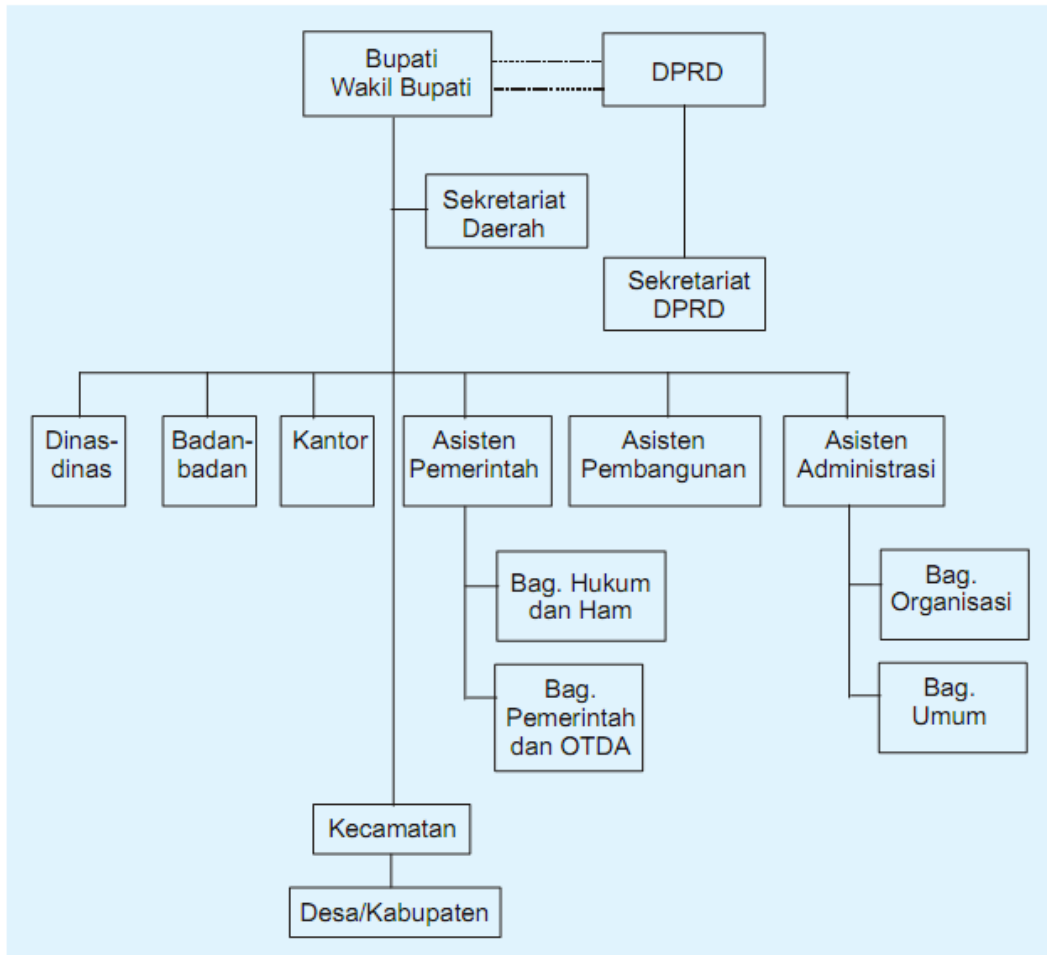 Bupati
Wakil Bupati
DPRD
Sekretariat
Daerah
Sekretariat
DPRD
Dinas-
dinas
Badan-
badan
Kantor
Asisten
Pemerintah
Asisten
Pembangunan
Asisten
Administrasi
Bag. Hukum
dan Ham
Bag.
Organisasi
Bag.
Pemerintah
dan OTDA
Bag.
Umum
Kecamatan
Desa/Kabupaten